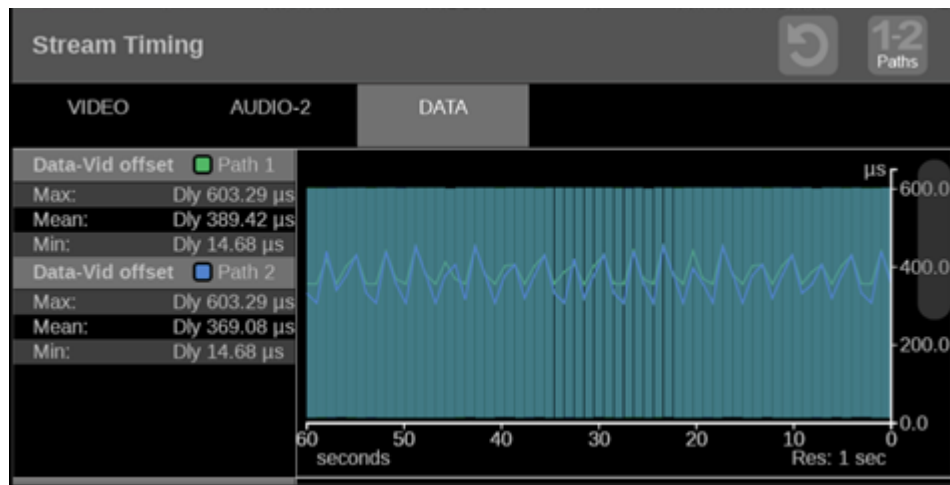 Stream Timing
1-2
Paths
VIDEO AUDIO-2 DATA
Data-Vid offset Path 1
Max: Dly 603.29 µs
Mean: Dly 389.42 µs
Min: Dly 14.68 µs
Data-Vid offset Path 2
Max: Dly 603.29 µs
Mean: Dly 369.08 µs
Min: Dly 14.68 µs
µs
600.0
400.0
200.0
0.0
60 50 40 30 20 10 0
seconds Res: 1 sec